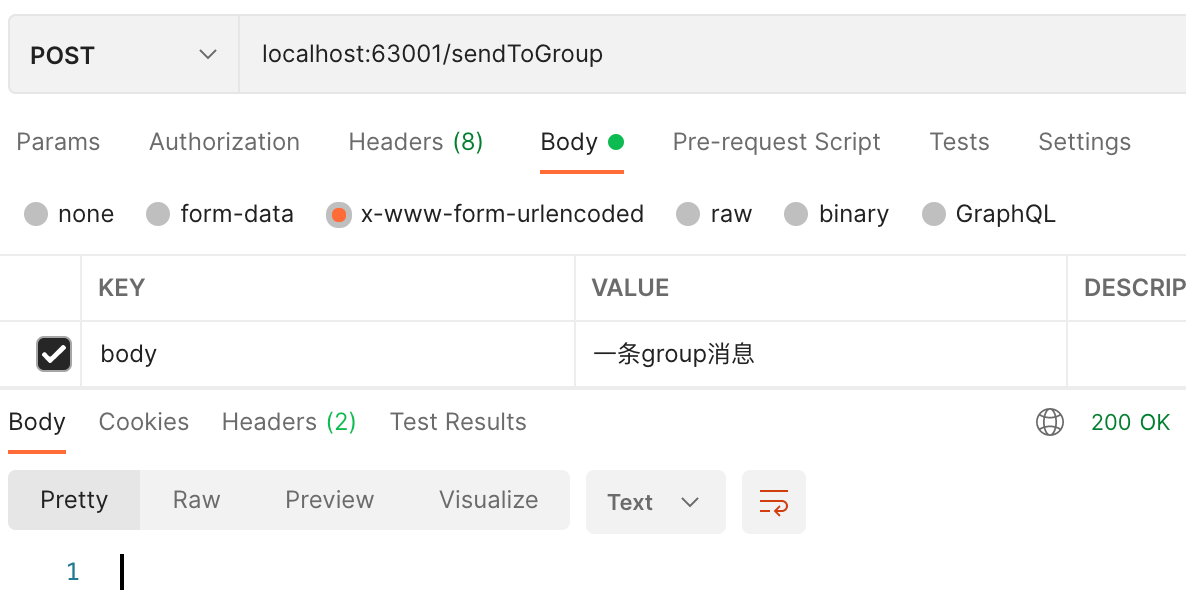 POST localhost:63001/sendToGroup
Params Authorization Headers (8) Body Pre-request Script Tests Settings
none form-data x-www-form-urlencoded raw binary GraphQL
KEY VALUE DESCRIP
body 一条group消息
Body Cookies Headers (2) Test Results 200 OK
Pretty Raw Preview Visualize Text
1